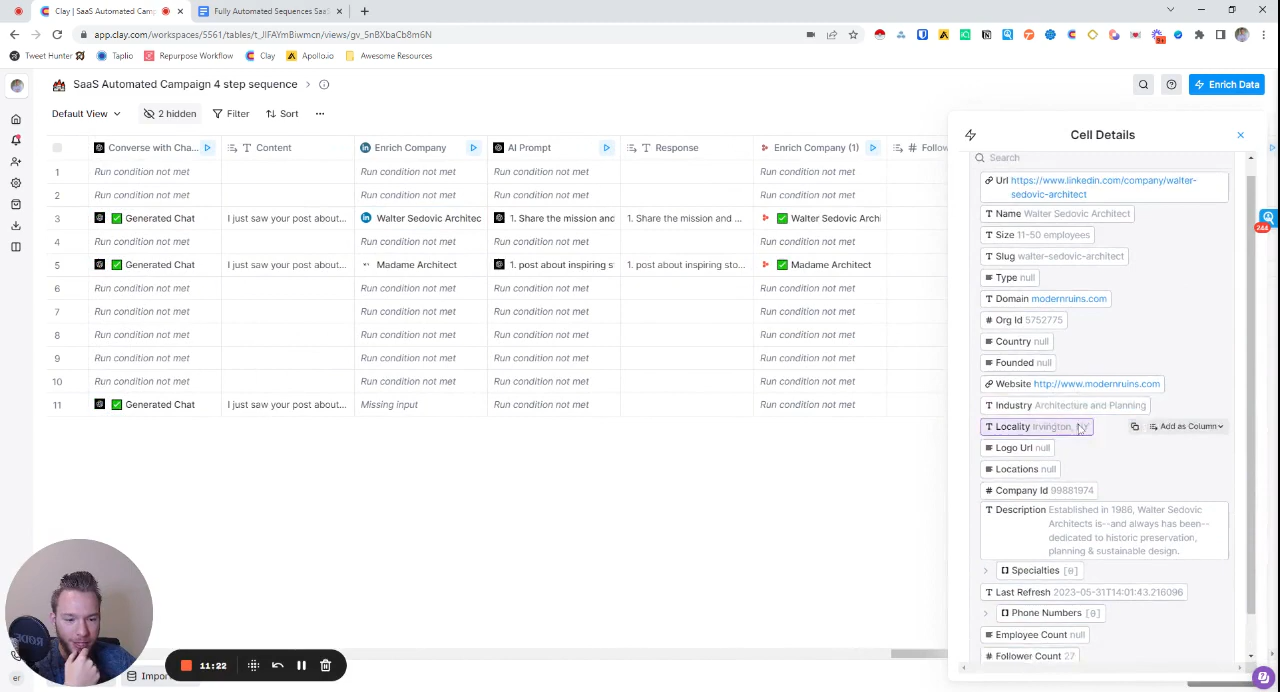 Clay | SaaS Automated Camp
Fully Automated Sequences SaaS
app.clay.com/workspaces/5561/tables/t_JIFAYmBiwmcn/views/gv_5nBXbaCb8m6N
Tweet Hunter
Taplio
Repurpose Workflow
Clay
Apollo.io
Awesome Resources
SaaS Automated Campaign 4 step sequence
Enrich Data
Default View
2 hidden
Filter
Sort
Cell Details
Converse with Cha...
Content
Enrich Company
AI Prompt
Response
Enrich Company (1)
Follow
1 Run condition not met Run condition not met Run condition not met Run condition not met
2 Run condition not met Run condition not met Run condition not met Run condition not met
3 Generated Chat I just saw your post about... Walter Sedovic Architec 1. Share the mission and 1. Share the mission and ... Walter Sedovic Archi
4 Run condition not met Run condition not met Run condition not met Run condition not met
5 Generated Chat I just saw your post about... Madame Architect 1. post about inspiring s 1. post about inspiring sto... Madame Architect
6 Run condition not met Run condition not met Run condition not met Run condition not met
7 Run condition not met Run condition not met Run condition not met Run condition not met
8 Run condition not met Run condition not met Run condition not met Run condition not met
9 Run condition not met Run condition not met Run condition not met Run condition not met
10 Run condition not met Run condition not met Run condition not met Run condition not met
11 Generated Chat I just saw your post about... Missing input Run condition not met Run condition not met
Search
Url https://www.linkedin.com/company/walter-
sedovic-architect
Name Walter Sedovic Architect
Size 11-50 employees
Slug walter-sedovic-architect
Type null
Domain modernruins.com
Org Id 5752775
Country null
Founded null
Website http://www.modernruins.com
Industry Architecture and Planning
Locality Irvington,
Add as Column
Logo Url null
Locations null
Company Id 99881974
Description Established in 1986, Walter Sedovic
Architects is--and always has been--
dedicated to historic preservation,
planning & sustainable design.
Specialties [0]
Last Refresh 2023-05-31T14:01:43.216096
Phone Numbers [0]
Employee Count null
Follower Count 27
244
RODE
11:22
Impor
er